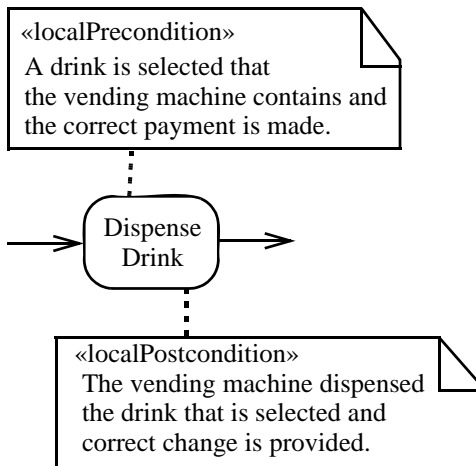 «localPrecondition»
A drink is selected that
the vending machine contains and
the correct payment is made.
Dispense
Drink
«localPostcondition»
The vending machine dispensed
the drink that is selected and
correct change is provided.